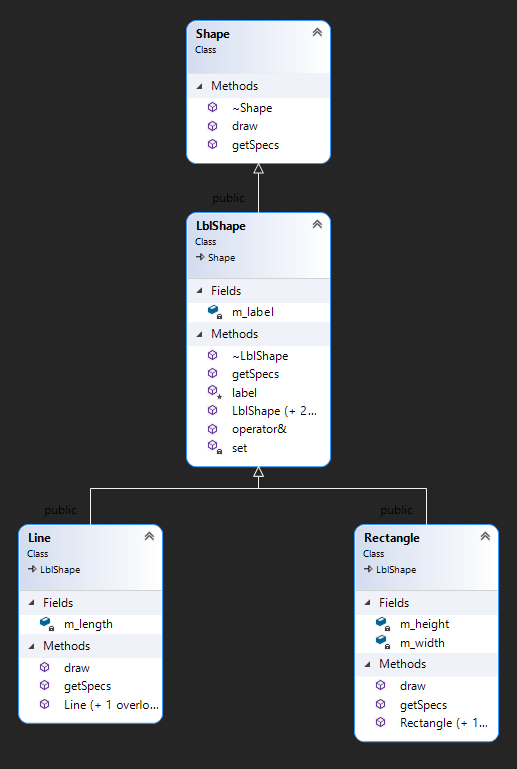 Shape
Class
Methods
~Shape
draw
getSpecs
public
LblShape
Class
Shape
Fields
m_label
Methods
~LblShape
getSpecs
label
LblShape (+ 2...
operator&
set
public
Line
Class
LblShape
Fields
m_length
Methods
draw
getSpecs
Line (+ 1 overlo...
public
Rectangle
Class
LblShape
Fields
m_height
m_width
Methods
draw
getSpecs
Rectangle (+ 1...